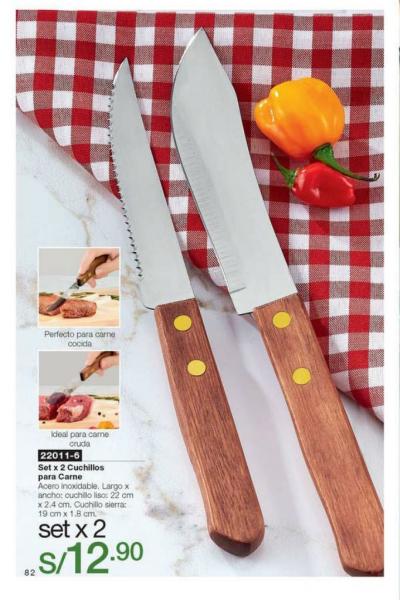 Perfecto para carne
cocida
Ideal para carne
cruda
22011-6
Set x 2 Cuchillos
para Carne
Acero inoxidable. Largo x
ancho: cuchillo liso: 22 cm
x 2.4 cm. Cuchillo sierra:
19 cm x 1.8 cm.
set x 2
s/12.90
82